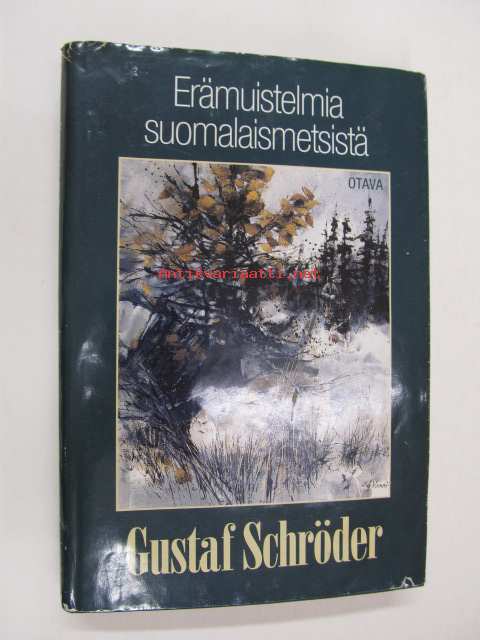 Erämuistelmia
suomalaismetsistä
OTAVA
antikvariaatti.net
Gustaf Schröder